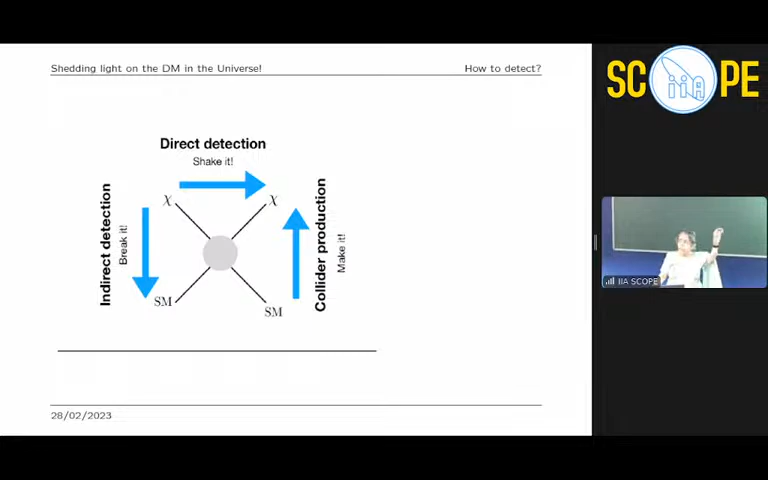 Shedding light on the DM in the Universe! How to detect?
SC iiA PE
Direct detection
Shake it!
χ χ
Indirect detection
Break it!
Collider production
Make it!
SM SM
IIA SCOPE
28/02/2023